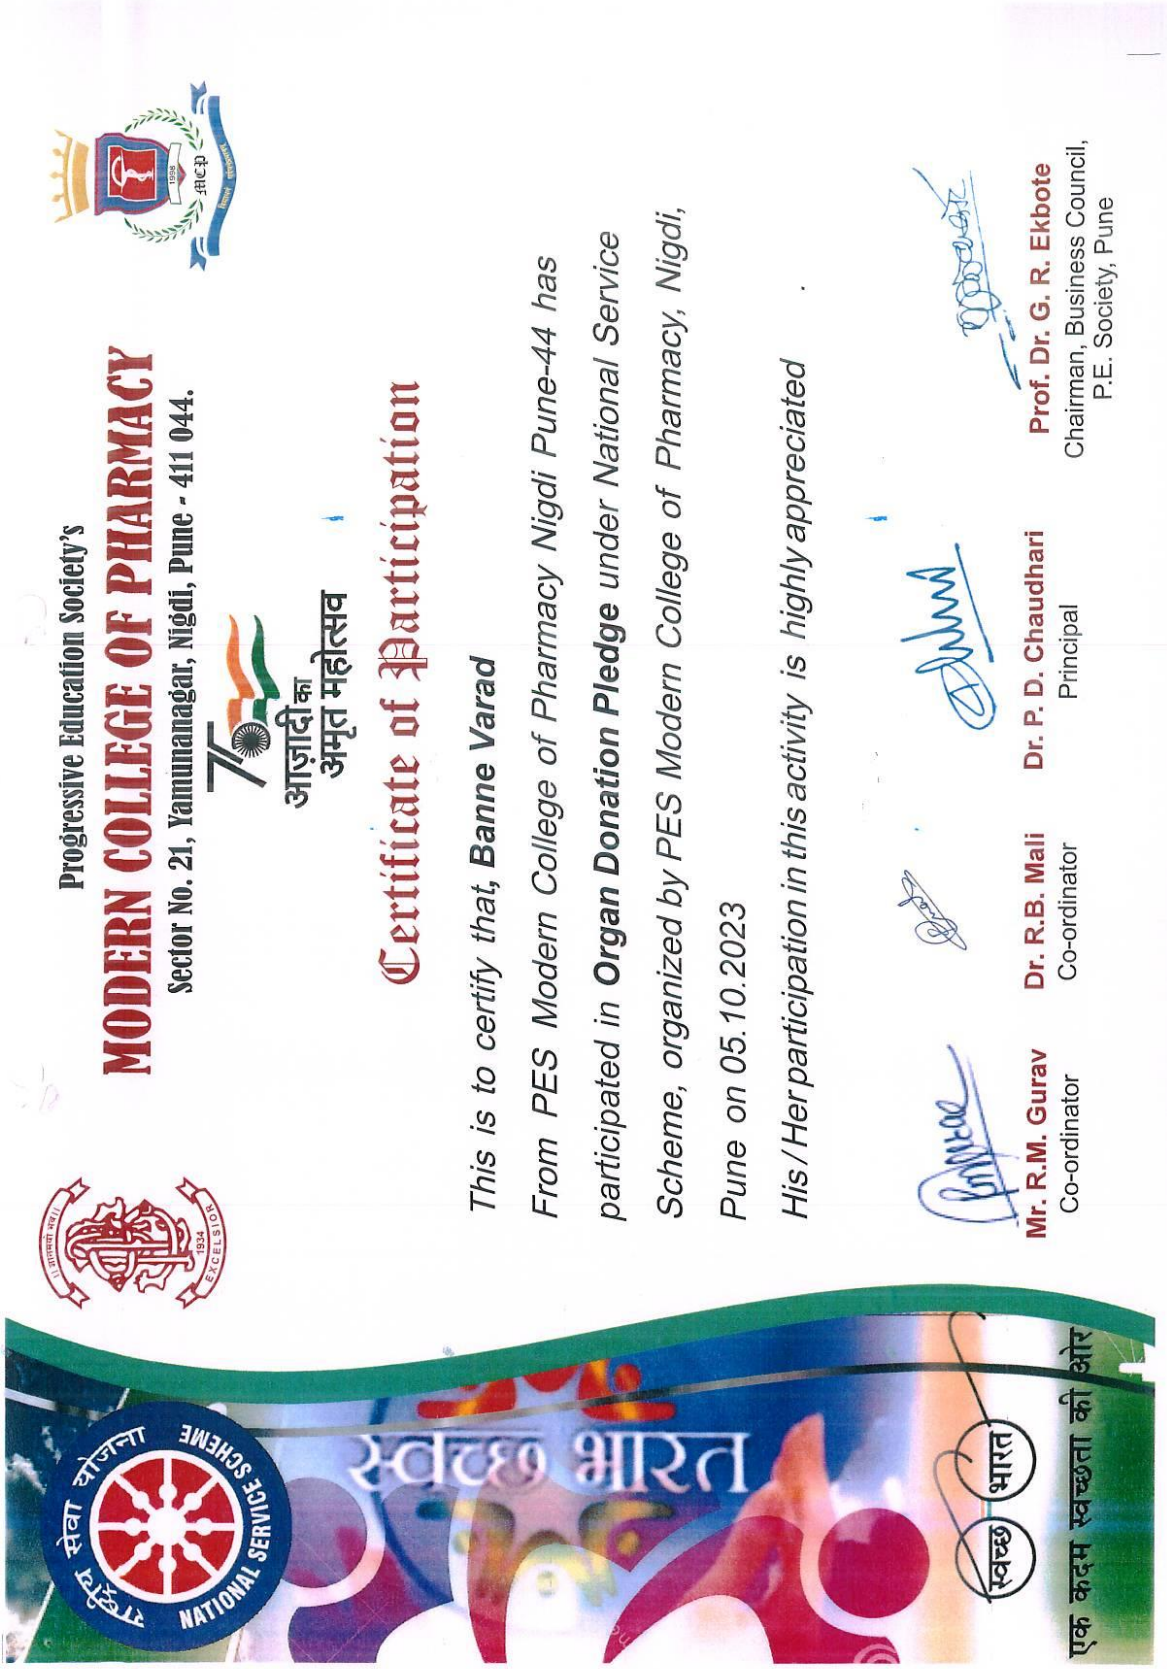 Progressive Education Society's
MODERN COLLEGE OF PHARMACY
Sector No. 21, Yamunanagar, Nigdi, Pune - 411 044.
।। ज्ञानमयो भव।।
1934
EXCELSIOR
1998
MCP
75
आज़ादी का
अमृत महोत्सव
Certificate of Participation
This is to certify that, Banne Varad
From PES Modern College of Pharmacy Nigdi Pune-44 has
participated in Organ Donation Pledge under National Service
Scheme, organized by PES Modern College of Pharmacy, Nigdi,
Pune on 05.10.2023
His / Her participation in this activity is highly appreciated .
Mr. R.M. Gurav
Co-ordinator
Dr. R.B. Mali
Co-ordinator
Dr. P. D. Chaudhari
Principal
Prof. Dr. G. R. Ekbote
Chairman, Business Council,
P.E. Society, Pune
राष्ट्रीय सेवा योजना
NATIONAL SERVICE SCHEME
स्वच्छ भारत
स्वच्छ भारत
एक कदम स्वच्छता की ओर